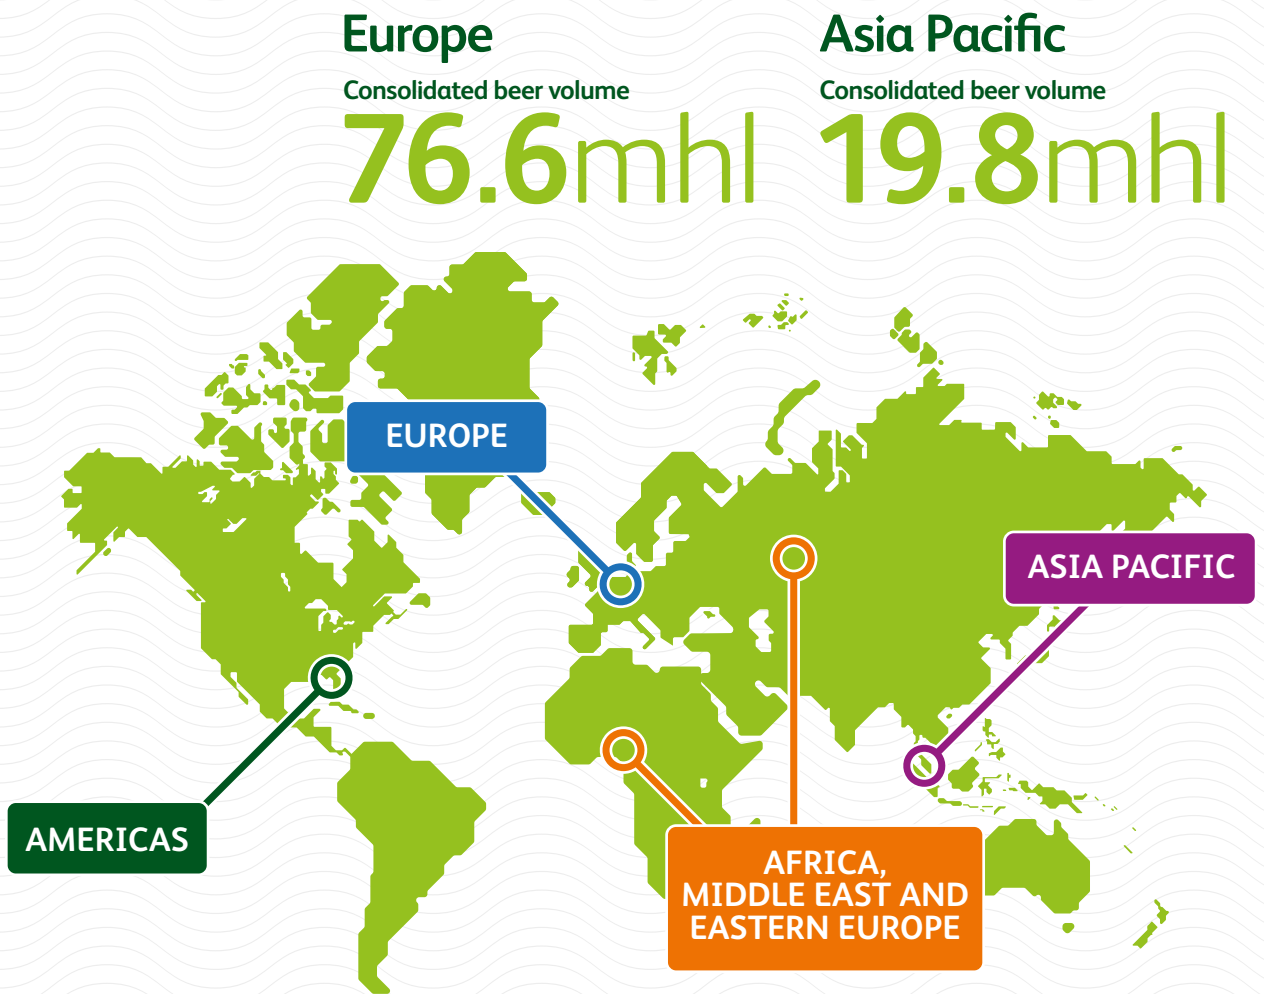 Europe
Consolidated beer volume
76.6mhl
Asia Pacific
Consolidated beer volume
19.8mhl
EUROPE
ASIA PACIFIC
AMERICAS
AFRICA,
MIDDLE EAST AND
EASTERN EUROPE